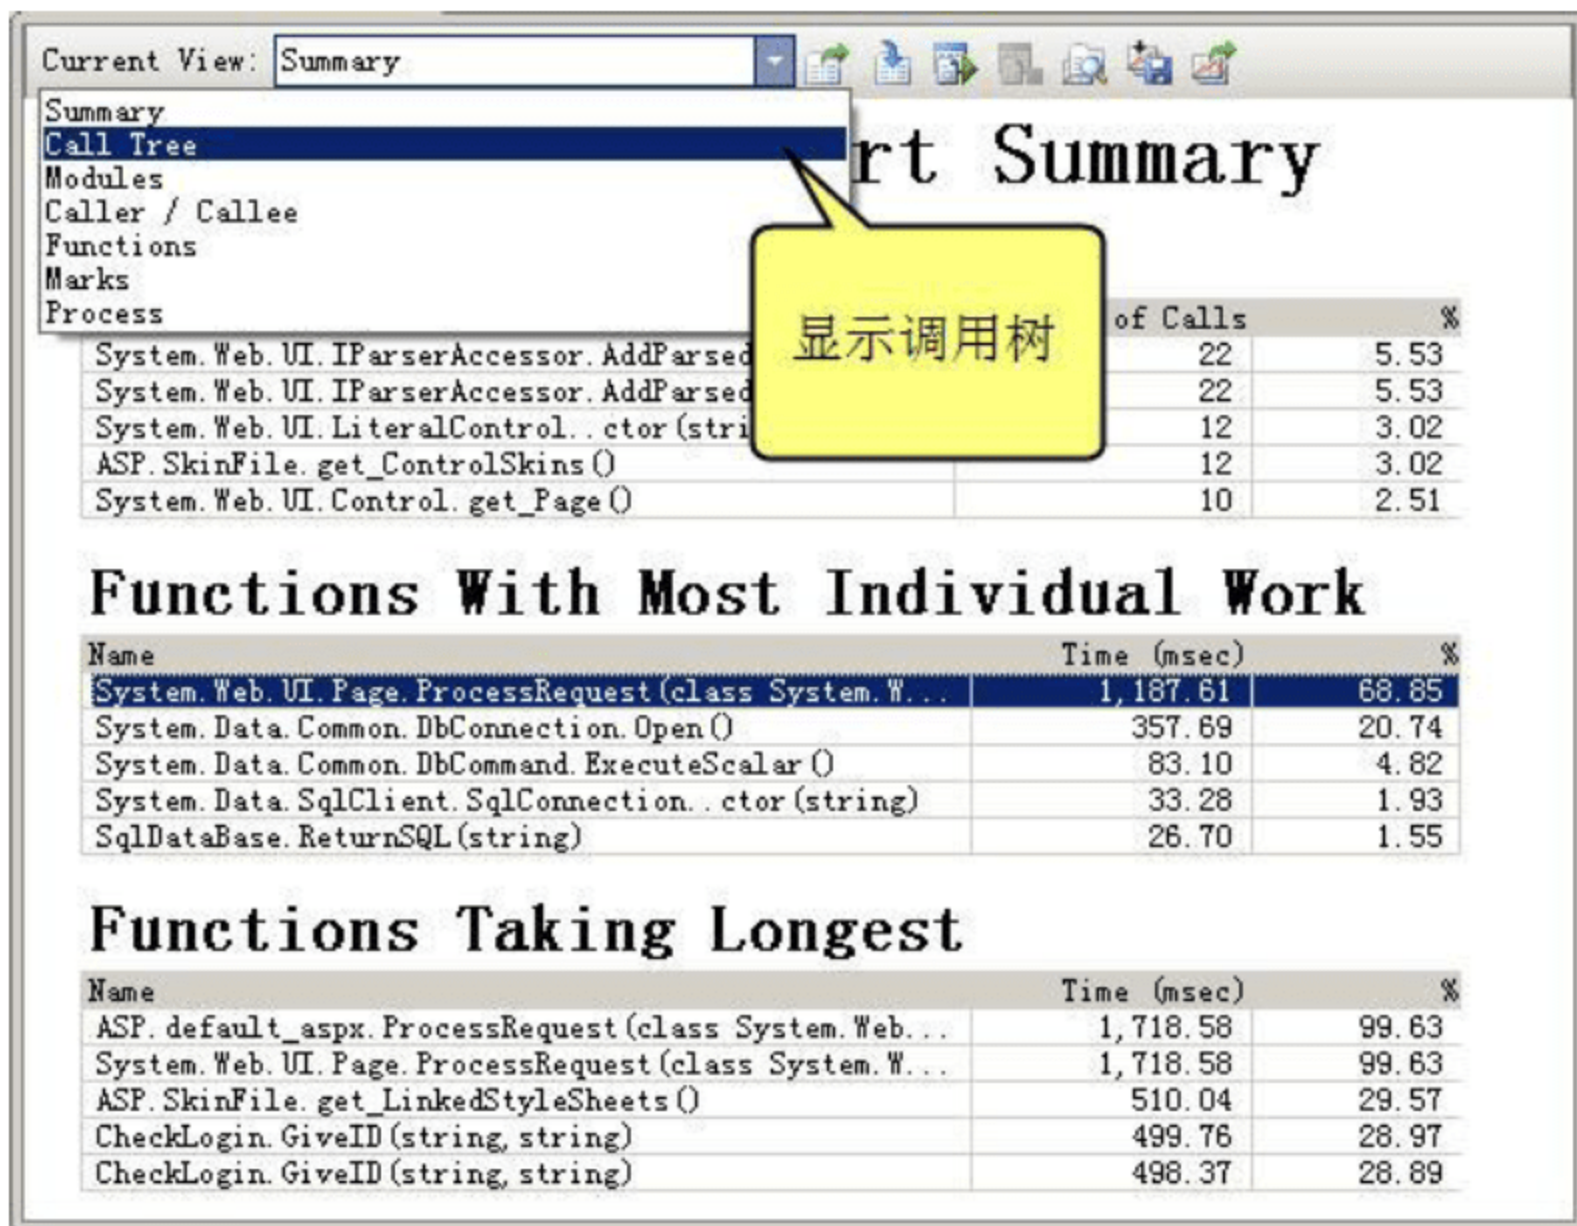 Current View: Summary
Summary
Call Tree
Modules
Caller / Callee
Functions
Marks
Process
rt Summary
显示调用树
of Calls %
System.Web.UI.IParserAccessor.AddParsed 22 5.53
System.Web.UI.IParserAccessor.AddParsed 22 5.53
System.Web.UI.LiteralControl..ctor(stri 12 3.02
ASP.SkinFile.get_ControlSkins() 12 3.02
System.Web.UI.Control.get_Page() 10 2.51
Functions With Most Individual Work
Name Time (msec) %
System.Web.UI.Page.ProcessRequest(class System.W... 1,187.61 68.85
System.Data.Common.DbConnection.Open() 357.69 20.74
System.Data.Common.DbCommand.ExecuteScalar() 83.10 4.82
System.Data.SqlClient.SqlConnection..ctor(string) 33.28 1.93
SqlDataBase.ReturnSQL(string) 26.70 1.55
Functions Taking Longest
Name Time (msec) %
ASP.default_aspx.ProcessRequest(class System.Web... 1,718.58 99.63
System.Web.UI.Page.ProcessRequest(class System.W... 1,718.58 99.63
ASP.SkinFile.get_LinkedStyleSheets() 510.04 29.57
CheckLogin.GiveID(string,string) 499.76 28.97
CheckLogin.GiveID(string,string) 498.37 28.89